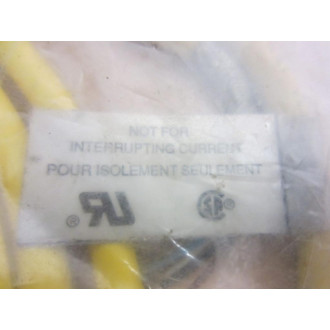 NOT FOR
INTERRUPTING CURRENT
POUR ISOLEMENT SEULEMENT